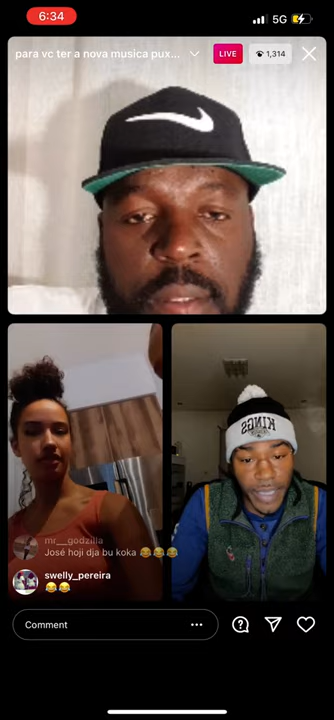 6:34
5G
para vc ter a nova musica pux...
LIVE
1,314
KINGS
mr__godzilla
José hoji dja bu koka 😂😂😂
swelly_pereira
😂😂
Comment